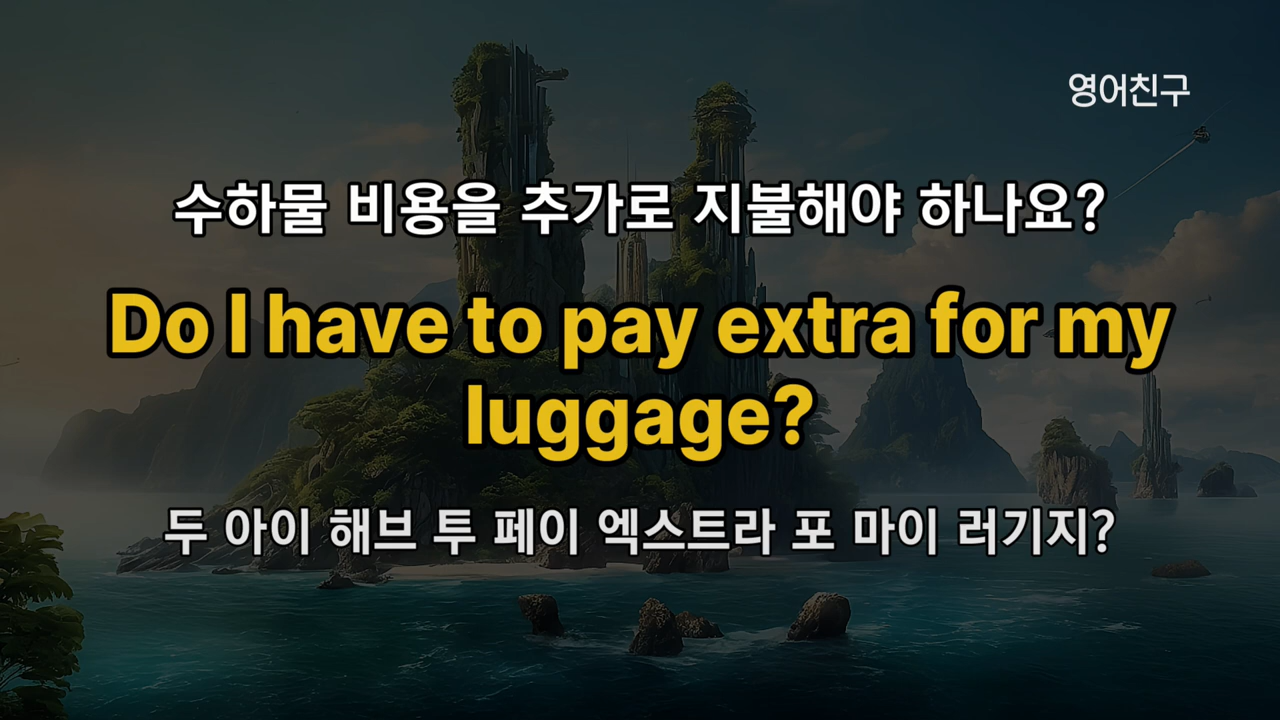 영어친구
수하물 비용을 추가로 지불해야 하나요?
Do I have to pay extra for my
luggage?
두 아이 해브 투 페이 엑스트라 포 마이 러기지?